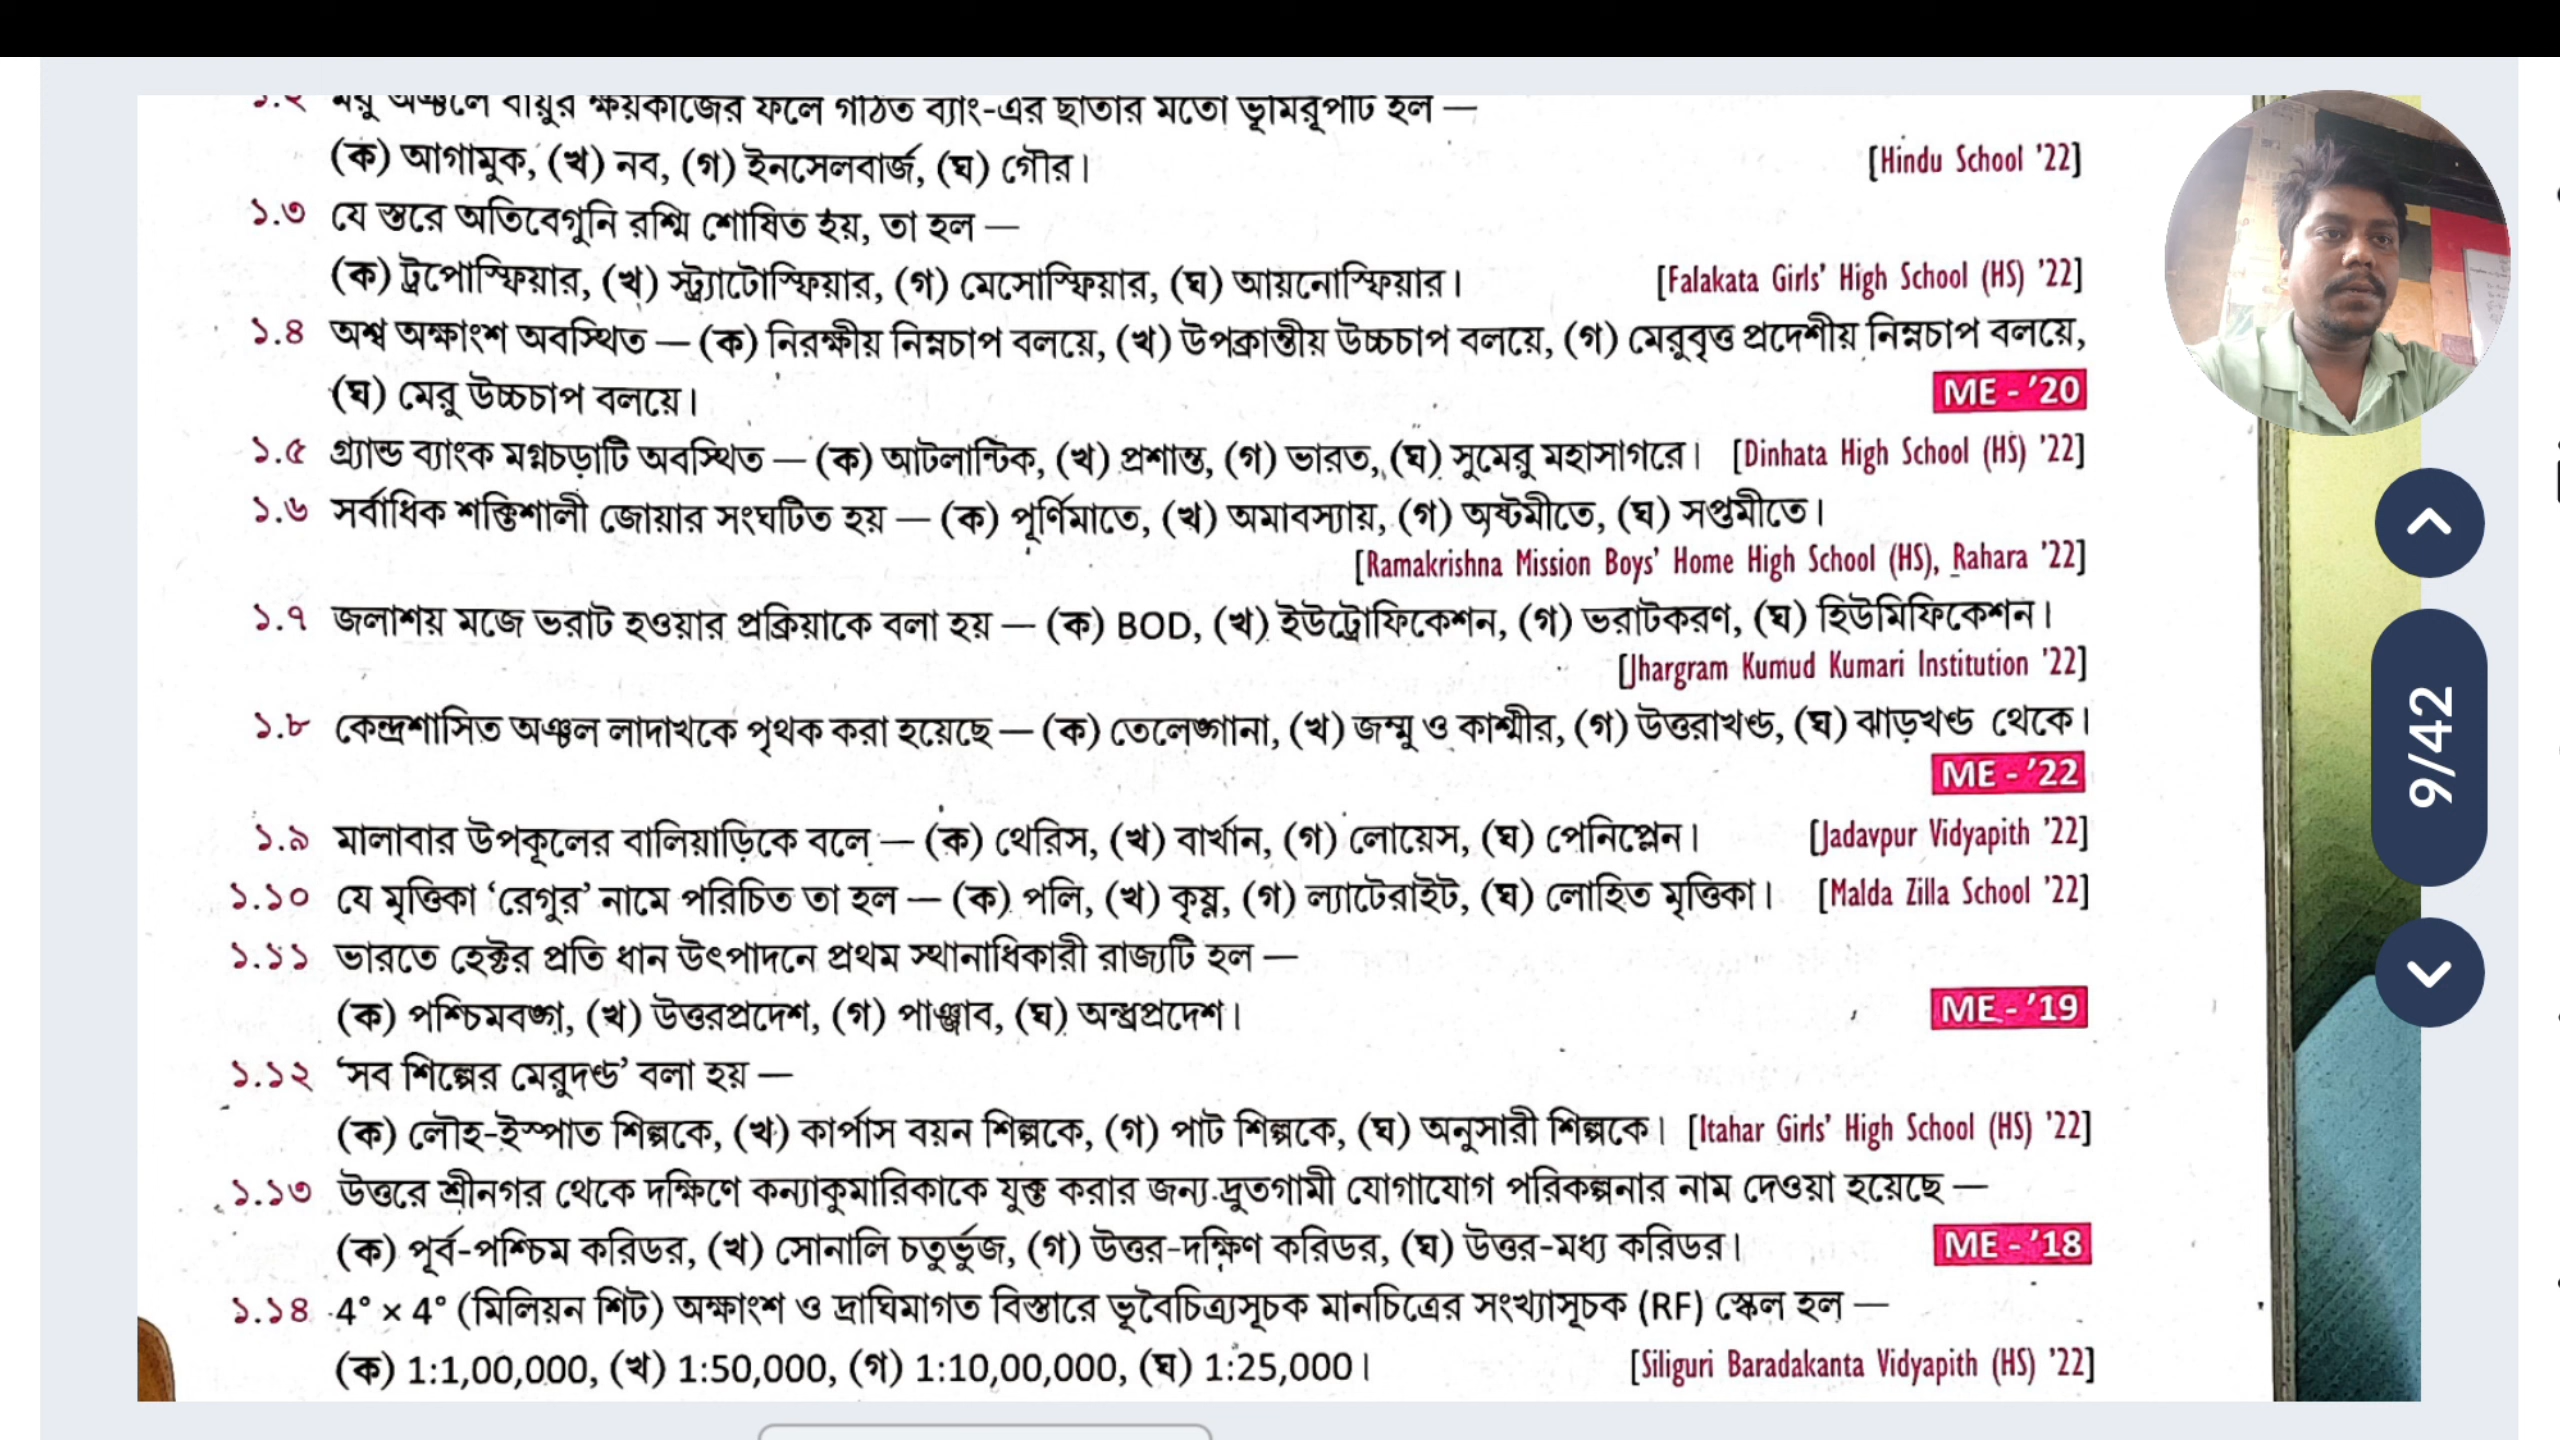 ১.২ মরু অঞ্চলে বায়ুর ক্ষয়কাজের ফলে গঠিত ব্যাং-এর ছাতার মতো ভূমিরূপটি হল —
(ক) আগামুক, (খ) নব, (গ) ইনসেলবার্জ, (ঘ) গৌর। [Hindu School '22]
১.৩ যে স্তরে অতিবেগুনি রশ্মি শোষিত হয়, তা হল —
(ক) ট্রপোস্ফিয়ার, (খ) স্ট্র্যাটোস্ফিয়ার, (গ) মেসোস্ফিয়ার, (ঘ) আয়নোস্ফিয়ার। [Falakata Girls' High School (HS) '22]
১.৪ অশ্ব অক্ষাংশ অবস্থিত — (ক) নিরক্ষীয় নিম্নচাপ বলয়ে, (খ) উপক্রান্তীয় উচ্চচাপ বলয়ে, (গ) মেরুবৃত্ত প্রদেশীয় নিম্নচাপ বলয়ে,
(ঘ) মেরু উচ্চচাপ বলয়ে। ME - '20
১.৫ গ্র্যান্ড ব্যাংক মগ্নচড়াটি অবস্থিত — (ক) আটলান্টিক, (খ) প্রশান্ত, (গ) ভারত, (ঘ) সুমেরু মহাসাগরে। [Dinhata High School (HS) '22]
১.৬ সর্বাধিক শক্তিশালী জোয়ার সংঘটিত হয় — (ক) পূর্ণিমাতে, (খ) অমাবস্যায়, (গ) অষ্টমীতে, (ঘ) সপ্তমীতে।
[Ramakrishna Mission Boys' Home High School (HS), Rahara '22]
১.৭ জলাশয় মজে ভরাট হওয়ার প্রক্রিয়াকে বলা হয় — (ক) BOD, (খ) ইউট্রোফিকেশন, (গ) ভরাটকরণ, (ঘ) হিউমিফিকেশন।
[Jhargram Kumud Kumari Institution '22]
১.৮ কেন্দ্রশাসিত অঞ্চল লাদাখকে পৃথক করা হয়েছে — (ক) তেলেঙ্গানা, (খ) জম্মু ও কাশ্মীর, (গ) উত্তরাখণ্ড, (ঘ) ঝাড়খণ্ড থেকে।
ME - '22
১.৯ মালাবার উপকূলের বালিয়াড়িকে বলে — (ক) থেরিস, (খ) বার্খান, (গ) লোয়েস, (ঘ) পেনিপ্লেন। [Jadavpur Vidyapith '22]
১.১০ যে মৃত্তিকা 'রেগুর' নামে পরিচিত তা হল — (ক) পলি, (খ) কৃষ্ণ, (গ) ল্যাটেরাইট, (ঘ) লোহিত মৃত্তিকা। [Malda Zilla School '22]
১.১১ ভারতে হেক্টর প্রতি ধান উৎপাদনে প্রথম স্থানাধিকারী রাজ্যটি হল —
(ক) পশ্চিমবঙ্গ, (খ) উত্তরপ্রদেশ, (গ) পাঞ্জাব, (ঘ) অন্ধ্রপ্রদেশ। ME - '19
১.১২ 'সব শিল্পের মেরুদণ্ড' বলা হয় —
(ক) লৌহ-ইস্পাত শিল্পকে, (খ) কার্পাস বয়ন শিল্পকে, (গ) পাট শিল্পকে, (ঘ) অনুসারী শিল্পকে। [Itahar Girls' High School (HS) '22]
১.১৩ উত্তরে শ্রীনগর থেকে দক্ষিণে কন্যাকুমারিকাকে যুক্ত করার জন্য দ্রুতগামী যোগাযোগ পরিকল্পনার নাম দেওয়া হয়েছে —
(ক) পূর্ব-পশ্চিম করিডর, (খ) সোনালি চতুর্ভুজ, (গ) উত্তর-দক্ষিণ করিডর, (ঘ) উত্তর-মধ্য করিডর। ME - '18
১.১৪ 4° × 4° (মিলিয়ন শিট) অক্ষাংশ ও দ্রাঘিমাগত বিস্তারে ভূবৈচিত্র্যসূচক মানচিত্রের সংখ্যাসূচক (RF) স্কেল হল —
(ক) 1:1,00,000, (খ) 1:50,000, (গ) 1:10,00,000, (ঘ) 1:25,000। [Siliguri Baradakanta Vidyapith (HS) '22]
9/42